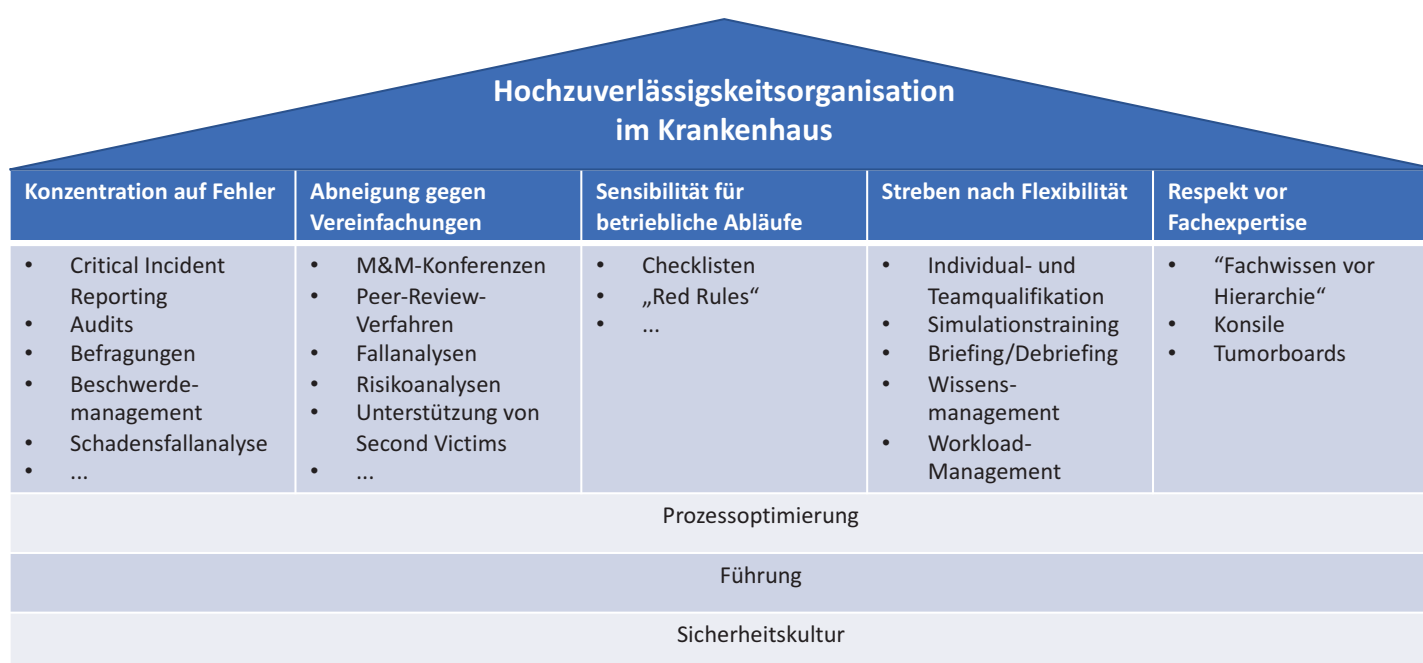 Hochzuverlässigskeitsorganisation
im Krankenhaus
Konzentration auf Fehler
Abneigung gegen
Vereinfachungen
Sensibilität für
betriebliche Abläufe
Streben nach Flexibilität
Respekt vor
Fachexpertise
• Critical Incident
Reporting
• Audits
• Befragungen
• Beschwerde-
management
• Schadensfallanalyse
• ...
• M&M-Konferenzen
• Peer-Review-
Verfahren
• Fallanalysen
• Risikoanalysen
• Unterstützung von
Second Victims
• ...
• Checklisten
• „Red Rules“
• ...
• Individual- und
Teamqualifikation
• Simulationstraining
• Briefing/Debriefing
• Wissens-
management
• Workload-
Management
• “Fachwissen vor
Hierarchie“
• Konsile
• Tumorboards
Prozessoptimierung
Führung
Sicherheitskultur